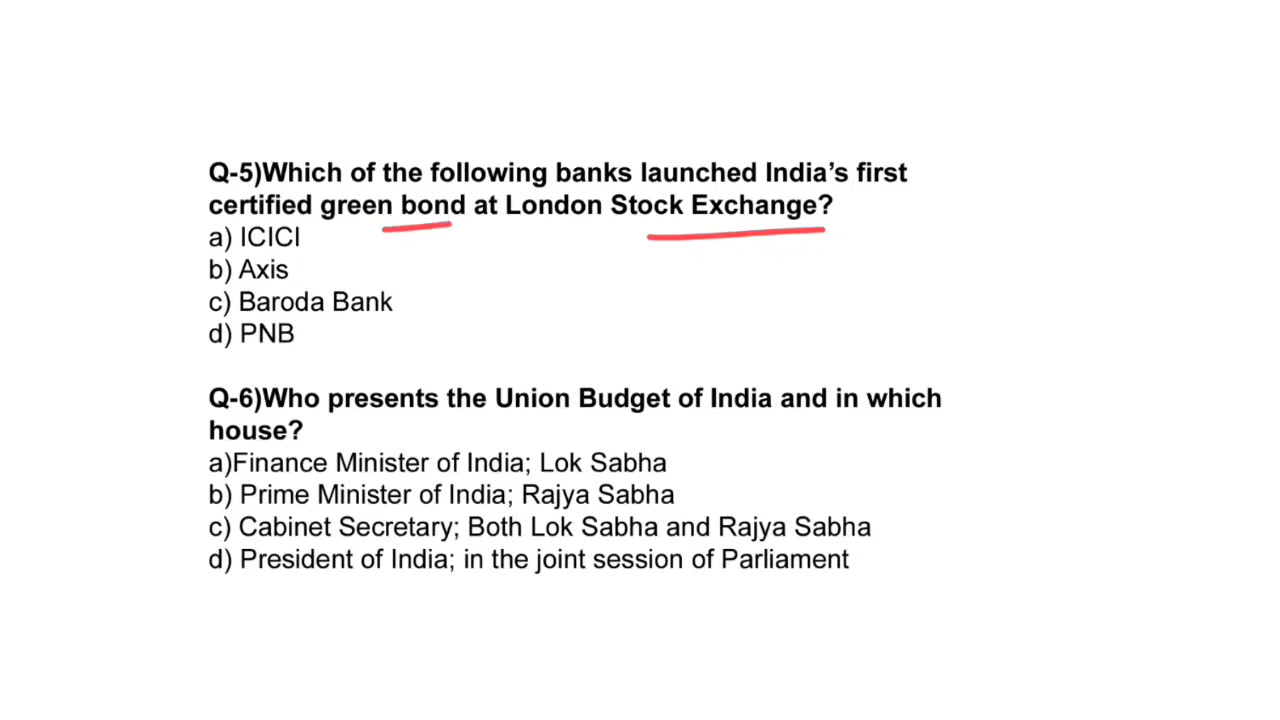 Q-5)Which of the following banks launched India’s first
certified green bond at London Stock Exchange?
a) ICICI
b) Axis
c) Baroda Bank
d) PNB
Q-6)Who presents the Union Budget of India and in which
house?
a)Finance Minister of India; Lok Sabha
b) Prime Minister of India; Rajya Sabha
c) Cabinet Secretary; Both Lok Sabha and Rajya Sabha
d) President of India; in the joint session of Parliament